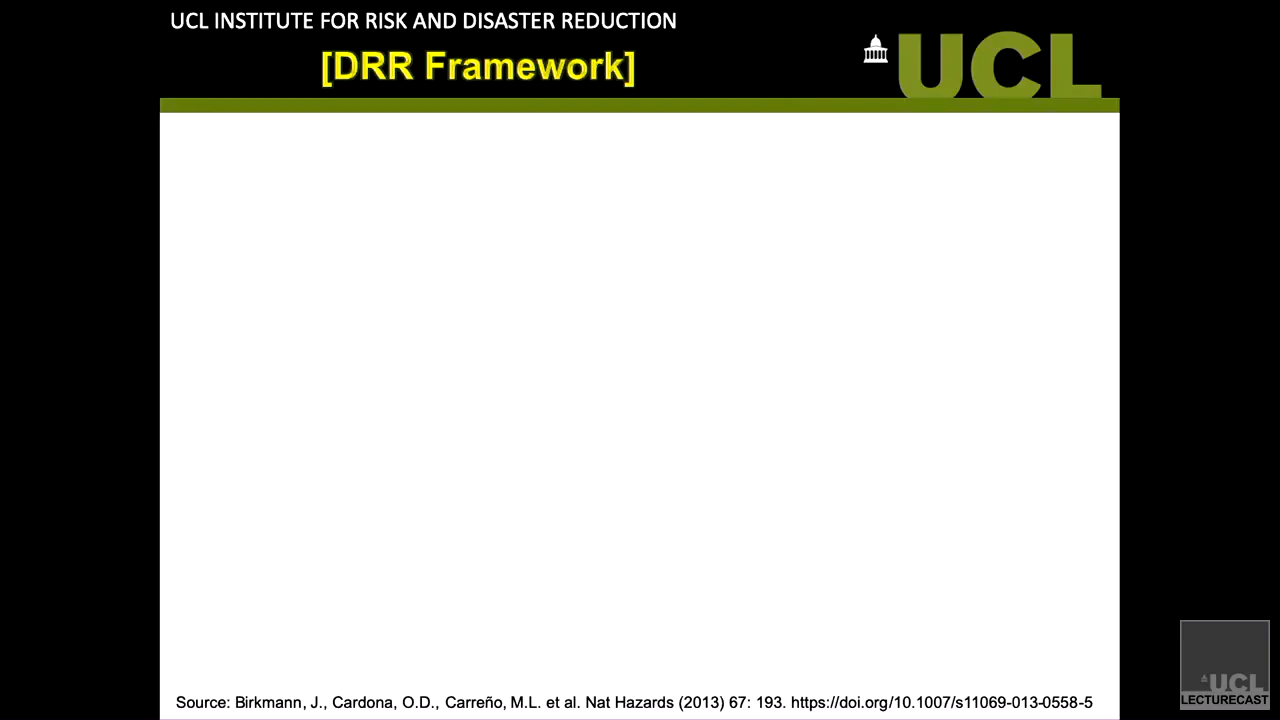 UCL INSTITUTE FOR RISK AND DISASTER REDUCTION
[DRR Framework]
UCL
Source: Birkmann, J., Cardona, O.D., Carreño, M.L. et al. Nat Hazards (2013) 67: 193. https://doi.org/10.1007/s11069-013-0558-5
UCL
LECTURECAST